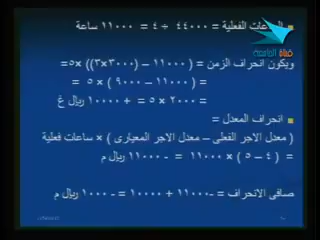 الساعات الفعلية = ٤٤٠٠٠ ÷ ٤ = ١١٠٠٠ ساعة
ويكون انحراف الزمن = (١١٠٠٠ – (٣٠٠٠×٣)) ×٥=
= (١١٠٠٠ – ٩٠٠٠ ) × ٥ =
= ٢٠٠٠ × ٥ = + ١٠٠٠٠ ريال غ
انحراف المعدل =
( معدل الاجر الفعلى – معدل الاجر المعيارى ) × ساعات فعلية
= ( ٤ – ٥ ) × ١١٠٠٠ = - ١١٠٠٠ ريال م
صافى الانحراف = -١١٠٠٠ + ١٠٠٠٠ = - ١٠٠٠ ريال م